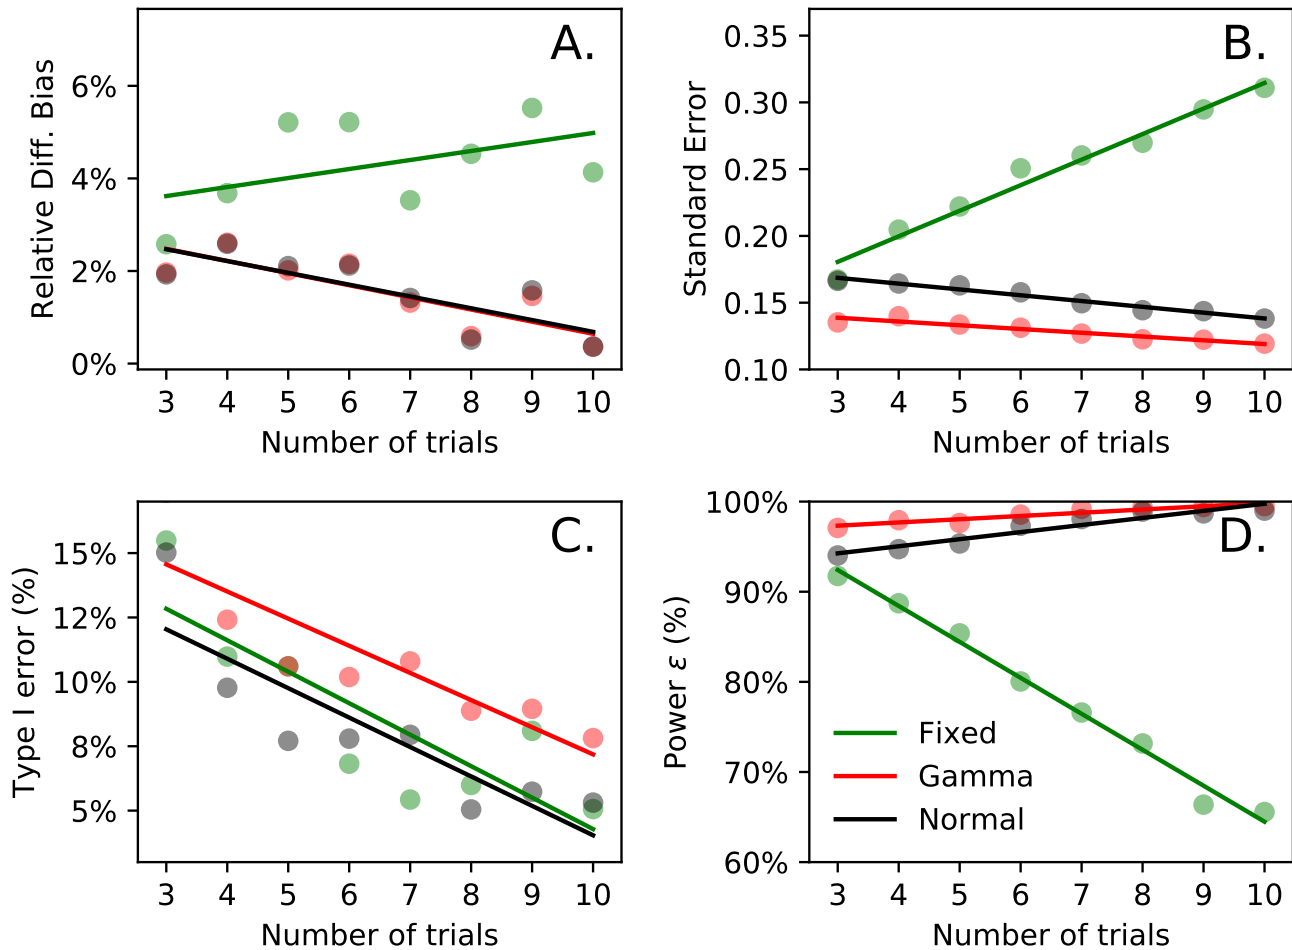 A.
Relative Diff. Bias
6%
4%
2%
0%
3 4 5 6 7 8 9 10
Number of trials
B.
Standard Error
0.35
0.30
0.25
0.20
0.15
0.10
3 4 5 6 7 8 9 10
Number of trials
C.
Type I error (%)
15%
12%
10%
8%
5%
3 4 5 6 7 8 9 10
Number of trials
D.
Power ε (%)
100%
90%
80%
70%
60%
Fixed
Gamma
Normal
3 4 5 6 7 8 9 10
Number of trials